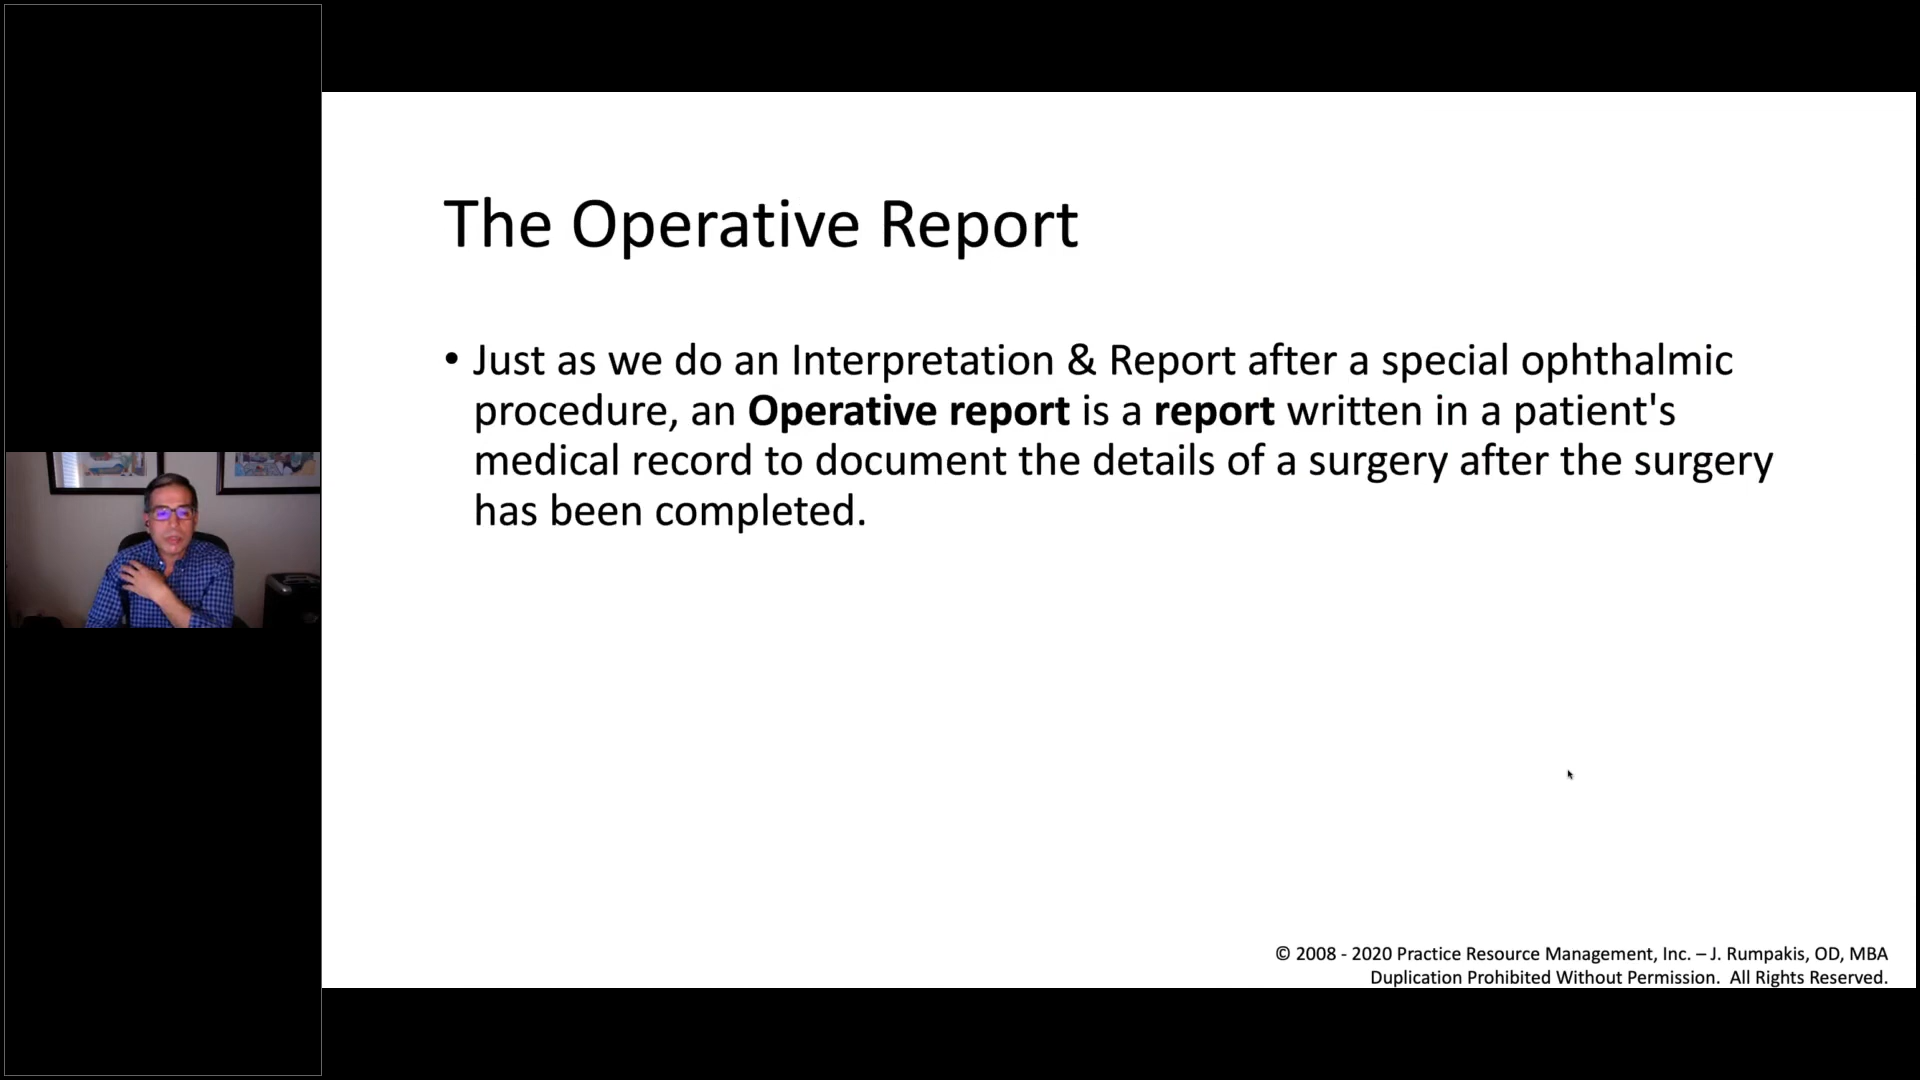 The Operative Report
• Just as we do an Interpretation & Report after a special ophthalmic
procedure, an Operative report is a report written in a patient's
medical record to document the details of a surgery after the surgery
has been completed.
© 2008 - 2020 Practice Resource Management, Inc. – J. Rumpakis, OD, MBA
Duplication Prohibited Without Permission.  All Rights Reserved.